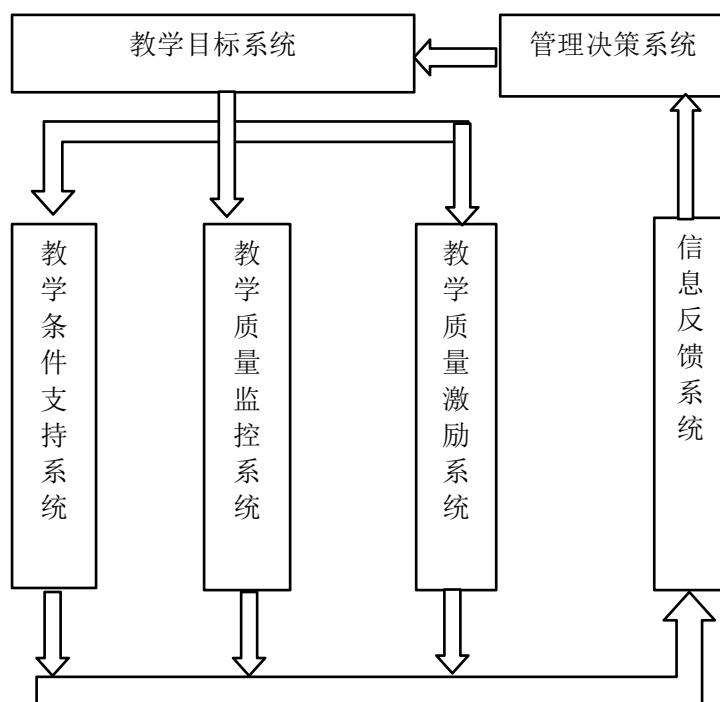 教学目标系统
管理决策系统
教学条件支持系统
教学质量监控系统
教学质量激励系统
信息反馈系统